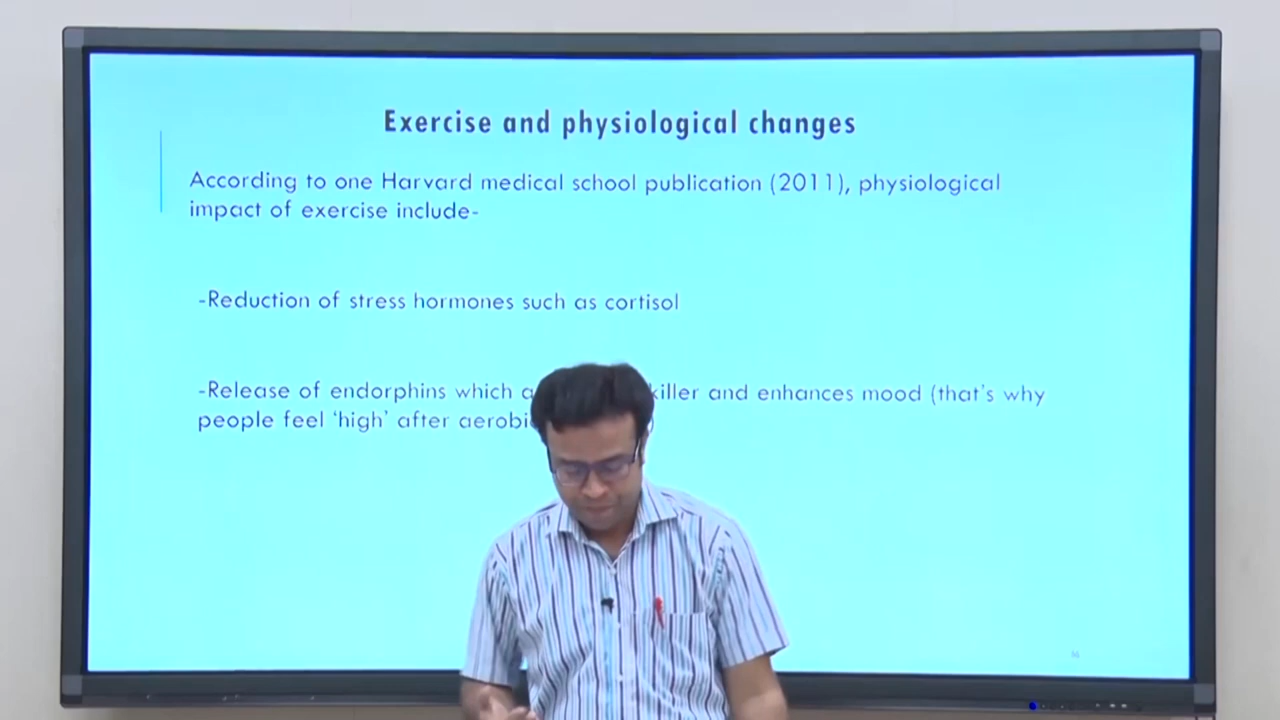 Exercise and physiological changes
According to one Harvard medical school publication (2011), physiological
impact of exercise include-
-Reduction of stress hormones such as cortisol
-Release of endorphins which killer and enhances mood (that's why
people feel 'high' after